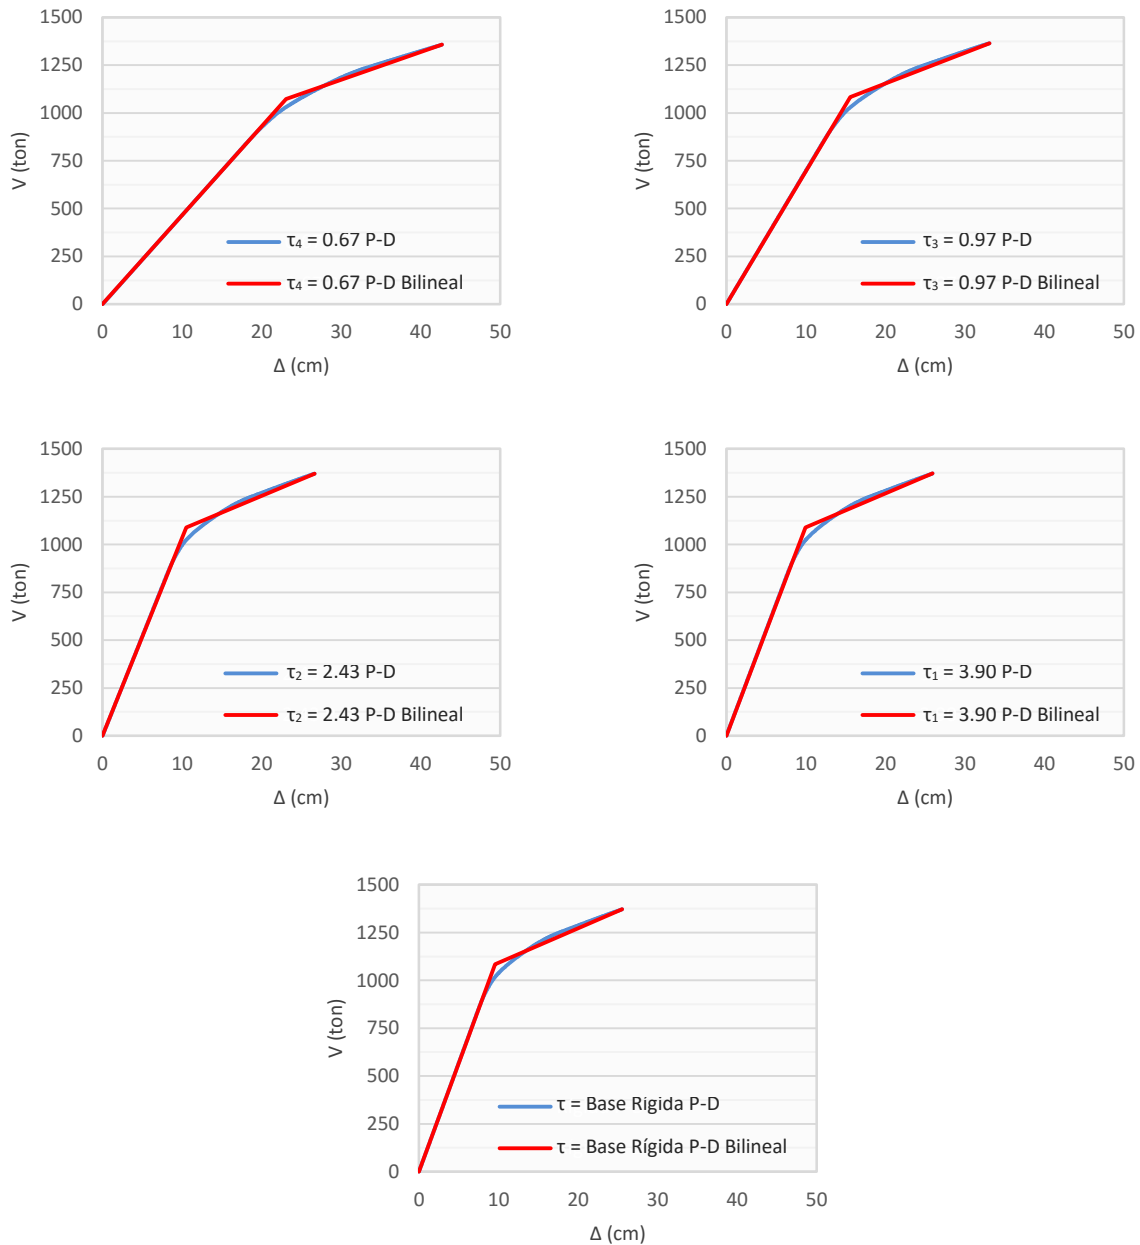 1500
1250
1000
750
500
250
0
V (ton)
τ₄ = 0.67 P-D
τ₄ = 0.67 P-D Bilineal
0 10 20 30 40 50
Δ (cm)
1500
1250
1000
750
500
250
0
V (ton)
τ₃ = 0.97 P-D
τ₃ = 0.97 P-D Bilineal
0 10 20 30 40 50
Δ (cm)
1500
1250
1000
750
500
250
0
V (ton)
τ₂ = 2.43 P-D
τ₂ = 2.43 P-D Bilineal
0 10 20 30 40 50
Δ (cm)
1500
1250
1000
750
500
250
0
V (ton)
τ₁ = 3.90 P-D
τ₁ = 3.90 P-D Bilineal
0 10 20 30 40 50
Δ (cm)
1500
1250
1000
750
500
250
0
V (ton)
τ = Base Rígida P-D
τ = Base Rígida P-D Bilineal
0 10 20 30 40 50
Δ (cm)